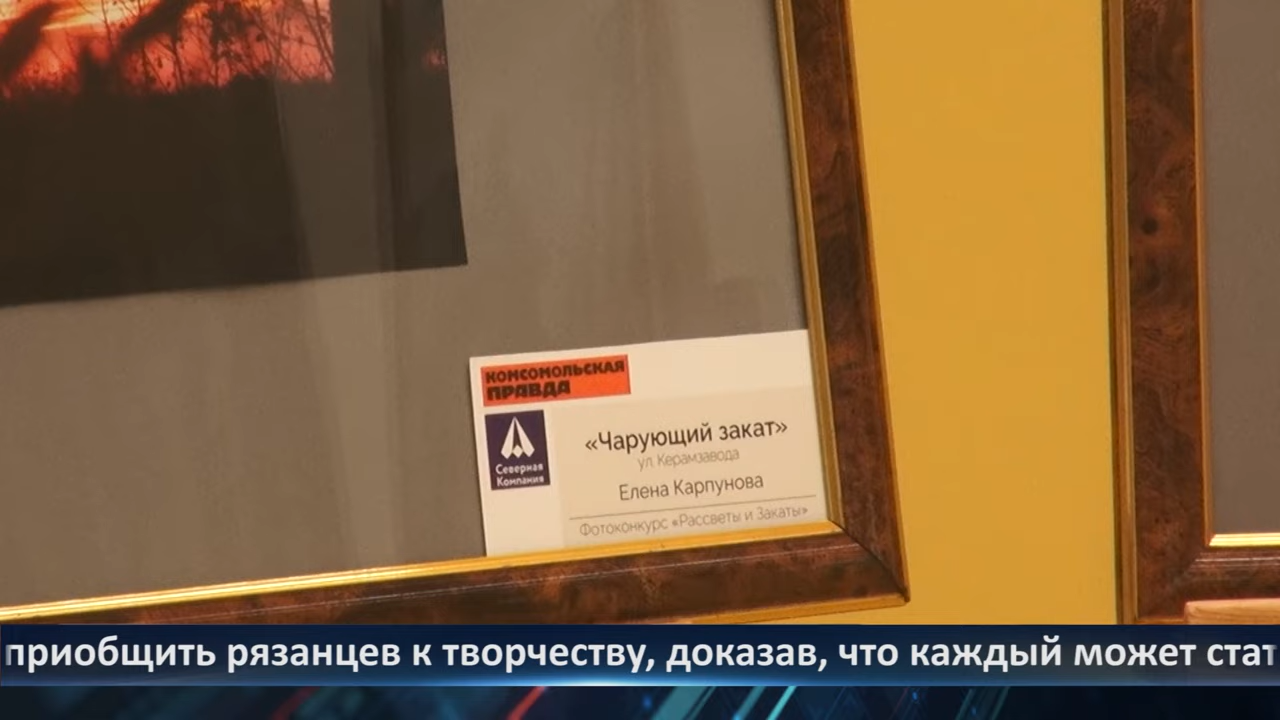 КОМСОМОЛЬСКАЯ
ПРАВДА
Северная
Компания
«Чарующий закат»
ул. Керамзавода
Елена Карпунова
Фотоконкурс «Рассветы и Закаты»
приобщить рязанцев к творчеству, доказав, что каждый может стат